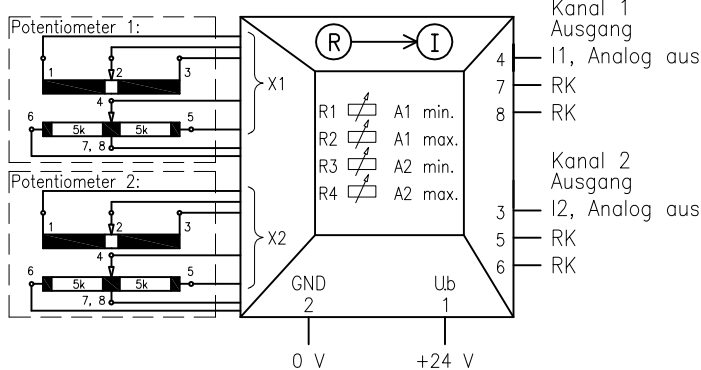 Potentiometer 1:
1 2 3
4
6 5k 5k 5
7, 8
X1
Potentiometer 2:
1 2 3
4
6 5k 5k 5
7, 8
X2
R I
R1 A1 min.
R2 A1 max.
R3 A2 min.
R4 A2 max.
GND U.b
2 1
0 V +24 V
Kanal 1
Ausgang
4 I1, Analog aus
7 RK
8 RK
Kanal 2
Ausgang
3 I2, Analog aus
5 RK
6 RK